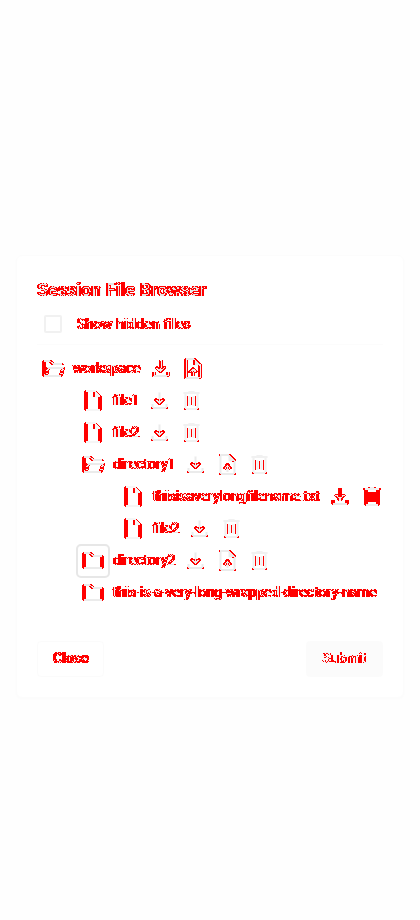 Session File Browser
Show hidden files
workspace
file1
file2
directory1
thisisaverylongfilename.txt
file2
directory2
this-is-a-very-long-wrapped-directory-name
Close
Submit